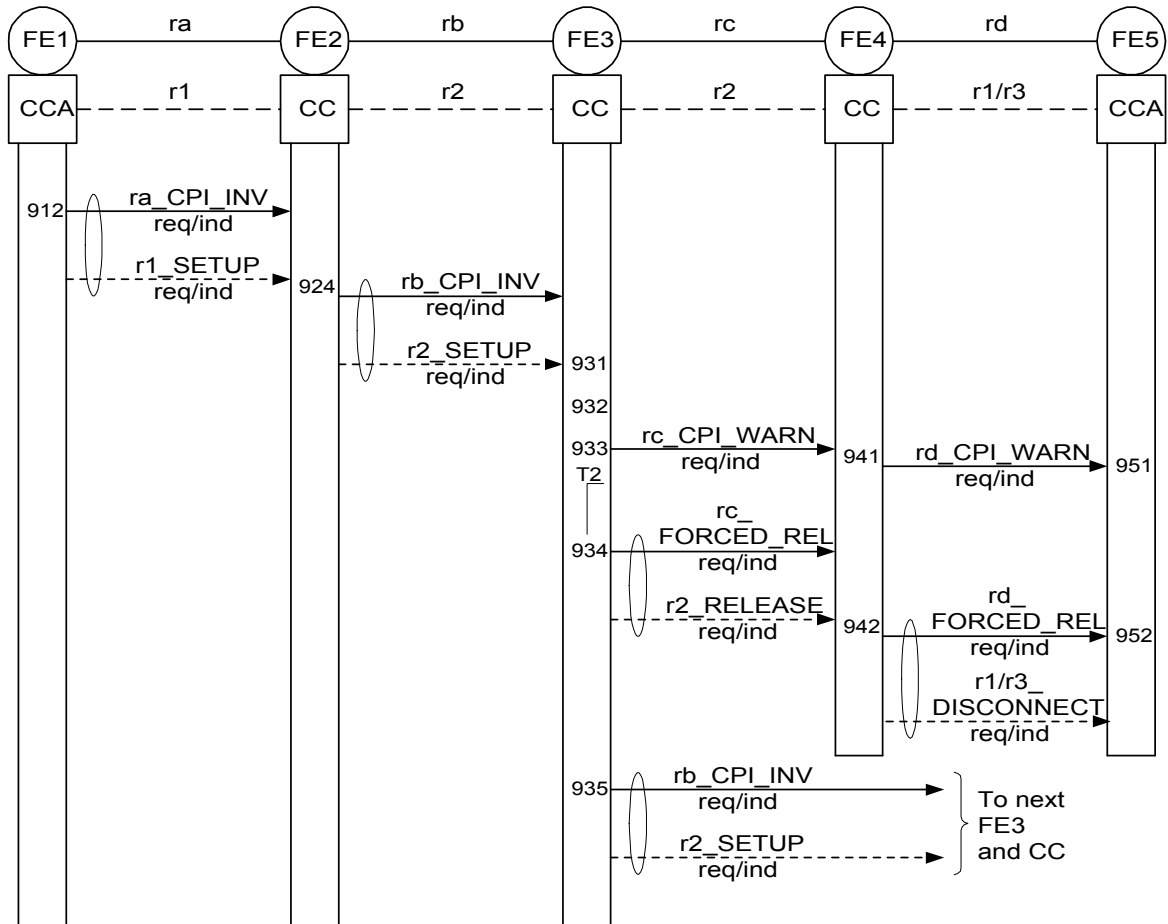 ra rb rc rd
FE1 FE2 FE3 FE4 FE5
r1 r2 r2 r1/r3
CCA CC CC CC CCA
ra_CPI_INV
912
req/ind
r1_SETUP
req/ind
rb_CPI_INV
924
req/ind
r2_SETUP
931
req/ind
932
rc_CPI_WARN
933
req/ind
941
rd_CPI_WARN
951
req/ind
T2
rc_
FORCED_REL
934
req/ind
r2_RELEASE
req/ind
942
rd_
FORCED_REL
952
req/ind
r1/r3_
DISCONNECT
req/ind
rb_CPI_INV
935
req/ind
r2_SETUP
req/ind
To next
FE3
and CC